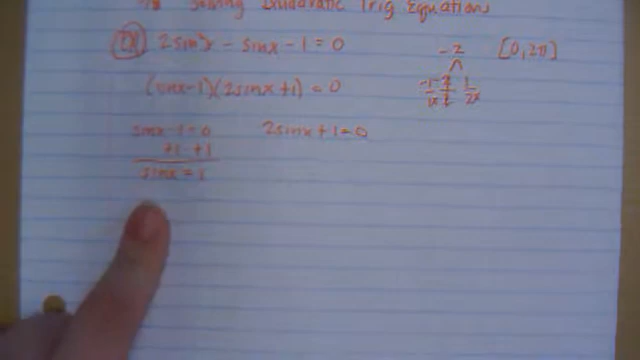 Solving Quadratic Trig Equations
Ex 2sin²x - sinx - 1 = 0
-2 [0, 2π]
(sinx-1)(2sinx+1) = 0
sinx - 1 = 0 2sinx + 1 = 0
+1 +1
sinx = 1